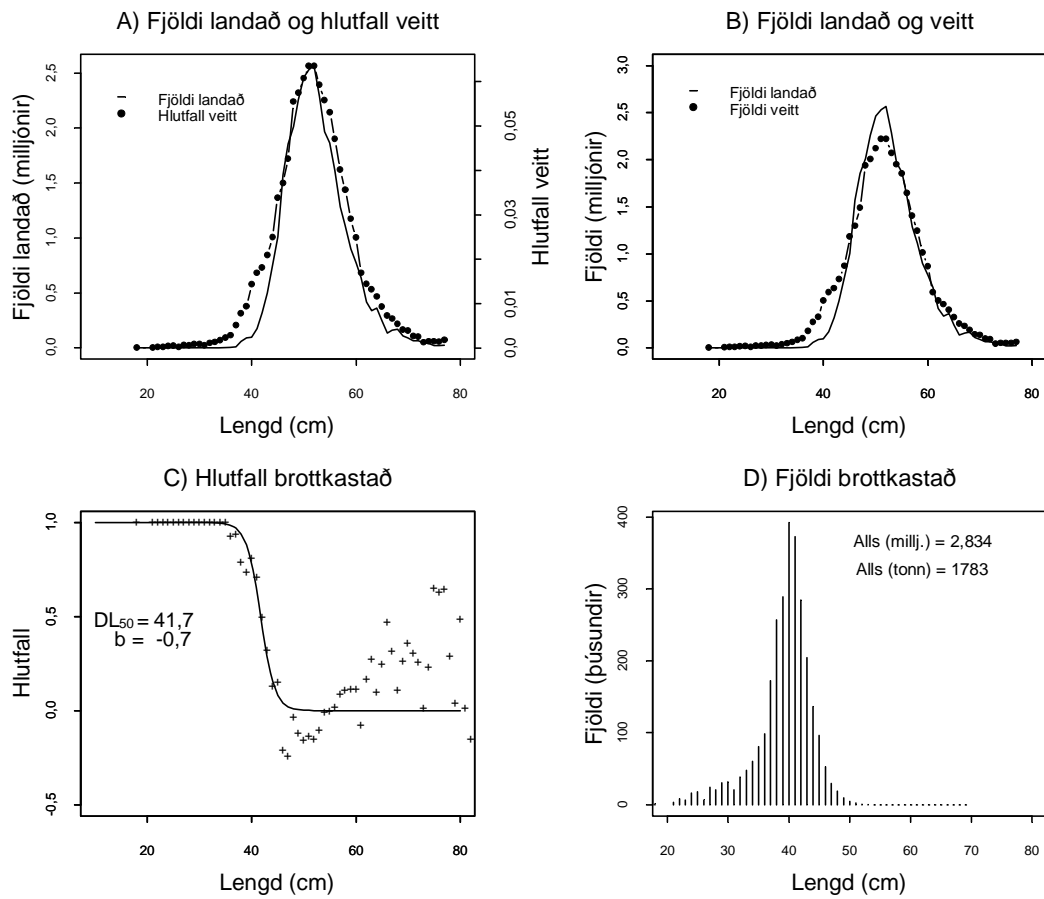 A) Fjöldi landað og hlutfall veitt
Fjöldi landað (milljónir)
2,5
2,0
1,5
1,0
0,5
0,0
Fjöldi landað
Hlutfall veitt
0,05
0,03
0,01
0,0
Hlutfall veitt
20 40 60 80
Lengd (cm)
B) Fjöldi landað og veitt
Fjöldi (milljónir)
3,0
2,5
2,0
1,5
1,0
0,5
0,0
Fjöldi landað
Fjöldi veitt
20 40 60 80
Lengd (cm)
C) Hlutfall brottkastað
Hlutfall
1,0
0,5
0,0
-0,5
DL50 = 41,7
b = -0,7
20 40 60 80
Lengd (cm)
D) Fjöldi brottkastað
Fjöldi (þúsundir)
400
300
200
100
0
Alls (millj.) = 2,834
Alls (tonn) = 1783
20 30 40 50 60 70 80
Lengd (cm)